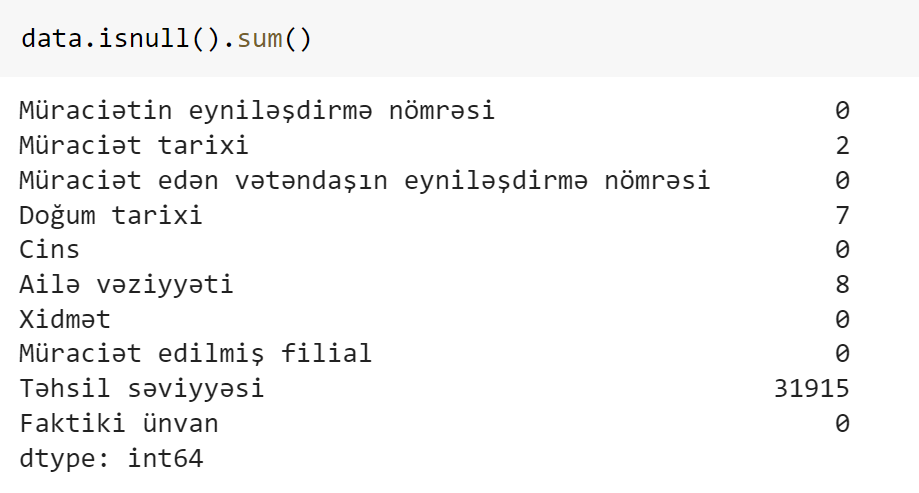 data.isnull().sum()
Müraciətin eyniləşdirmə nömrəsi 0
Müraciət tarixi 2
Müraciət edən vətəndaşın eyniləşdirmə nömrəsi 0
Doğum tarixi 7
Cins 0
Ailə vəziyyəti 8
Xidmət 0
Müraciət edilmiş filial 0
Təhsil səviyyəsi 31915
Faktiki ünvan 0
dtype: int64